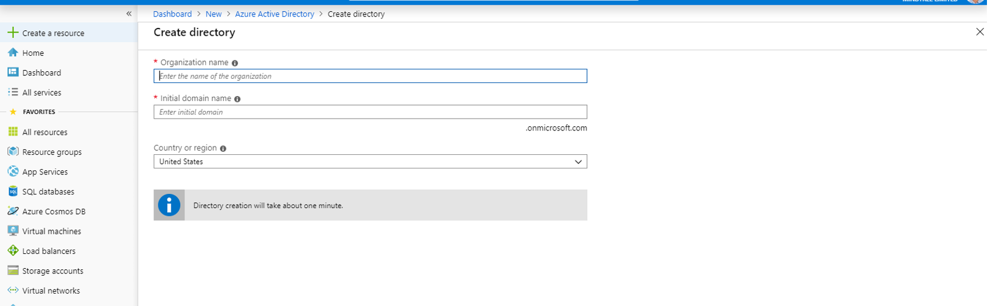 MINDTREE LIMITED
«
Dashboard > New > Azure Active Directory > Create directory
Create a resource
Home
Dashboard
All services
FAVORITES
All resources
Resource groups
App Services
SQL databases
Azure Cosmos DB
Virtual machines
Load balancers
Storage accounts
Virtual networks
Create directory
* Organization name
Enter the name of the organization
* Initial domain name
Enter initial domain
.onmicrosoft.com
Country or region
United States
Directory creation will take about one minute.